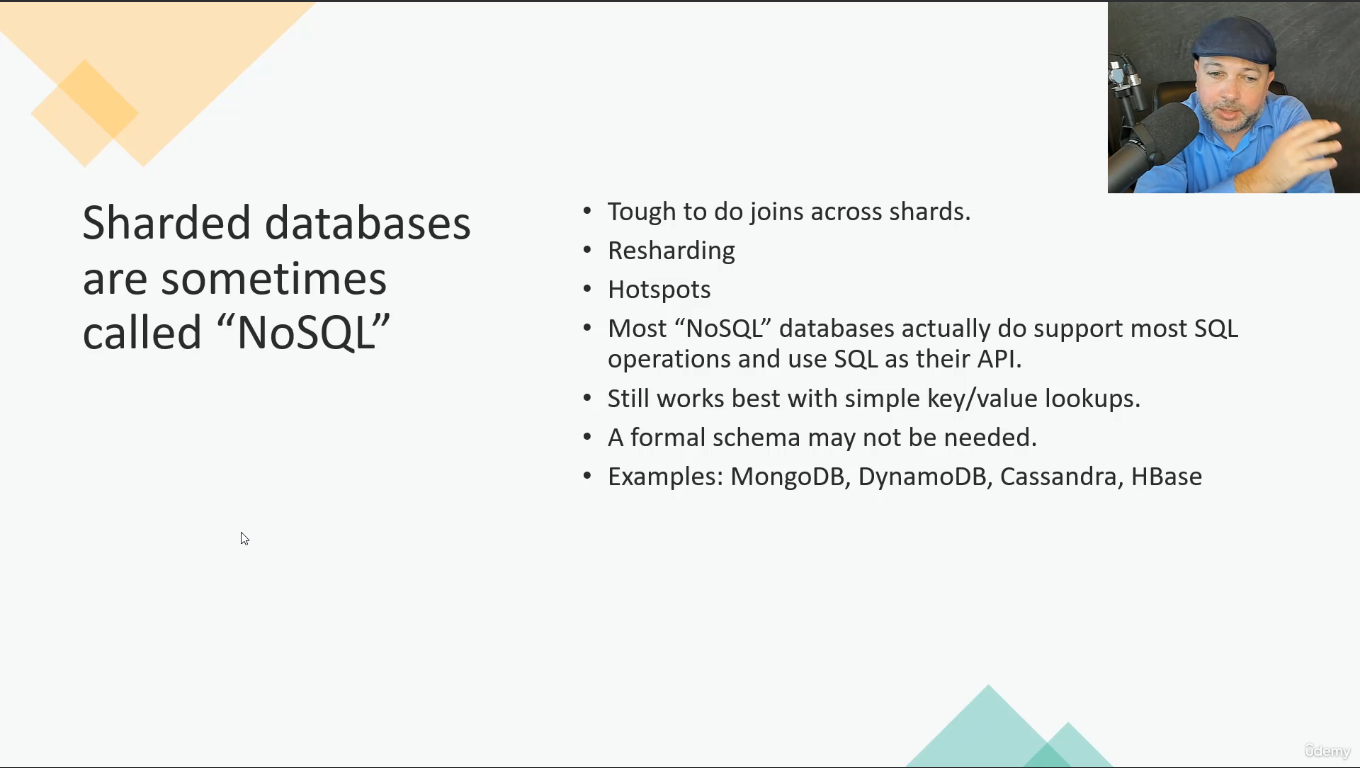 Sharded databases
are sometimes
called “NoSQL”
• Tough to do joins across shards.
• Resharding
• Hotspots
• Most “NoSQL” databases actually do support most SQL
operations and use SQL as their API.
• Still works best with simple key/value lookups.
• A formal schema may not be needed.
• Examples: MongoDB, DynamoDB, Cassandra, HBase
ûdemy